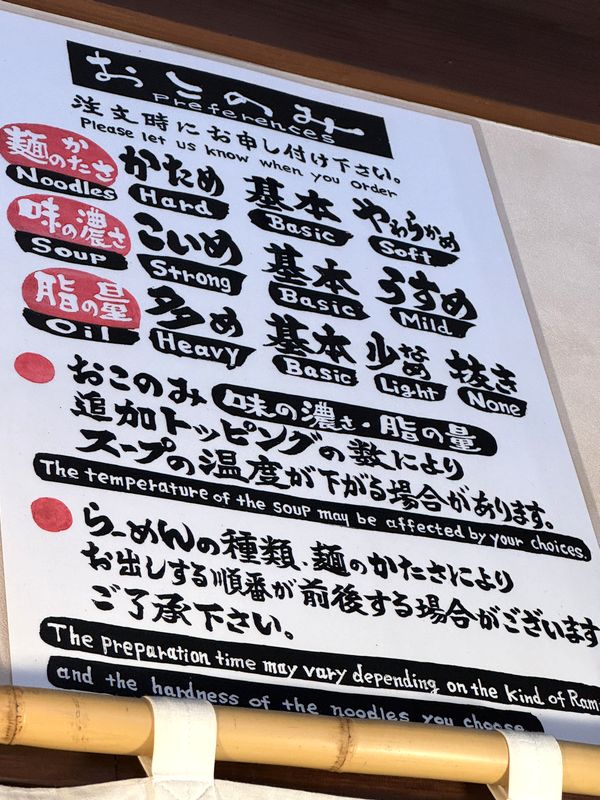 おこのみ
Preferences
注文時にお申し付け下さい。
Please let us know when you order
麺のかたさ かため 基本 やわらかめ
Noodles Hard Basic Soft
味の濃さ こいめ 基本 うすめ
Soup Strong Basic Mild
脂の量 多め 基本 少なめ 抜き
Oil Heavy Basic Light None
おこのみ 味の濃さ・脂の量
追加トッピングの数により
スープの温度が下がる場合があります。
The temperature of the soup may be affected by your choices.
らーめんの種類、麺のかたさにより
お出しする順番が前後する場合がございます
ご了承下さい。
The preparation time may vary depending on the kind of Ram
and the hardness of the noodles you choose.